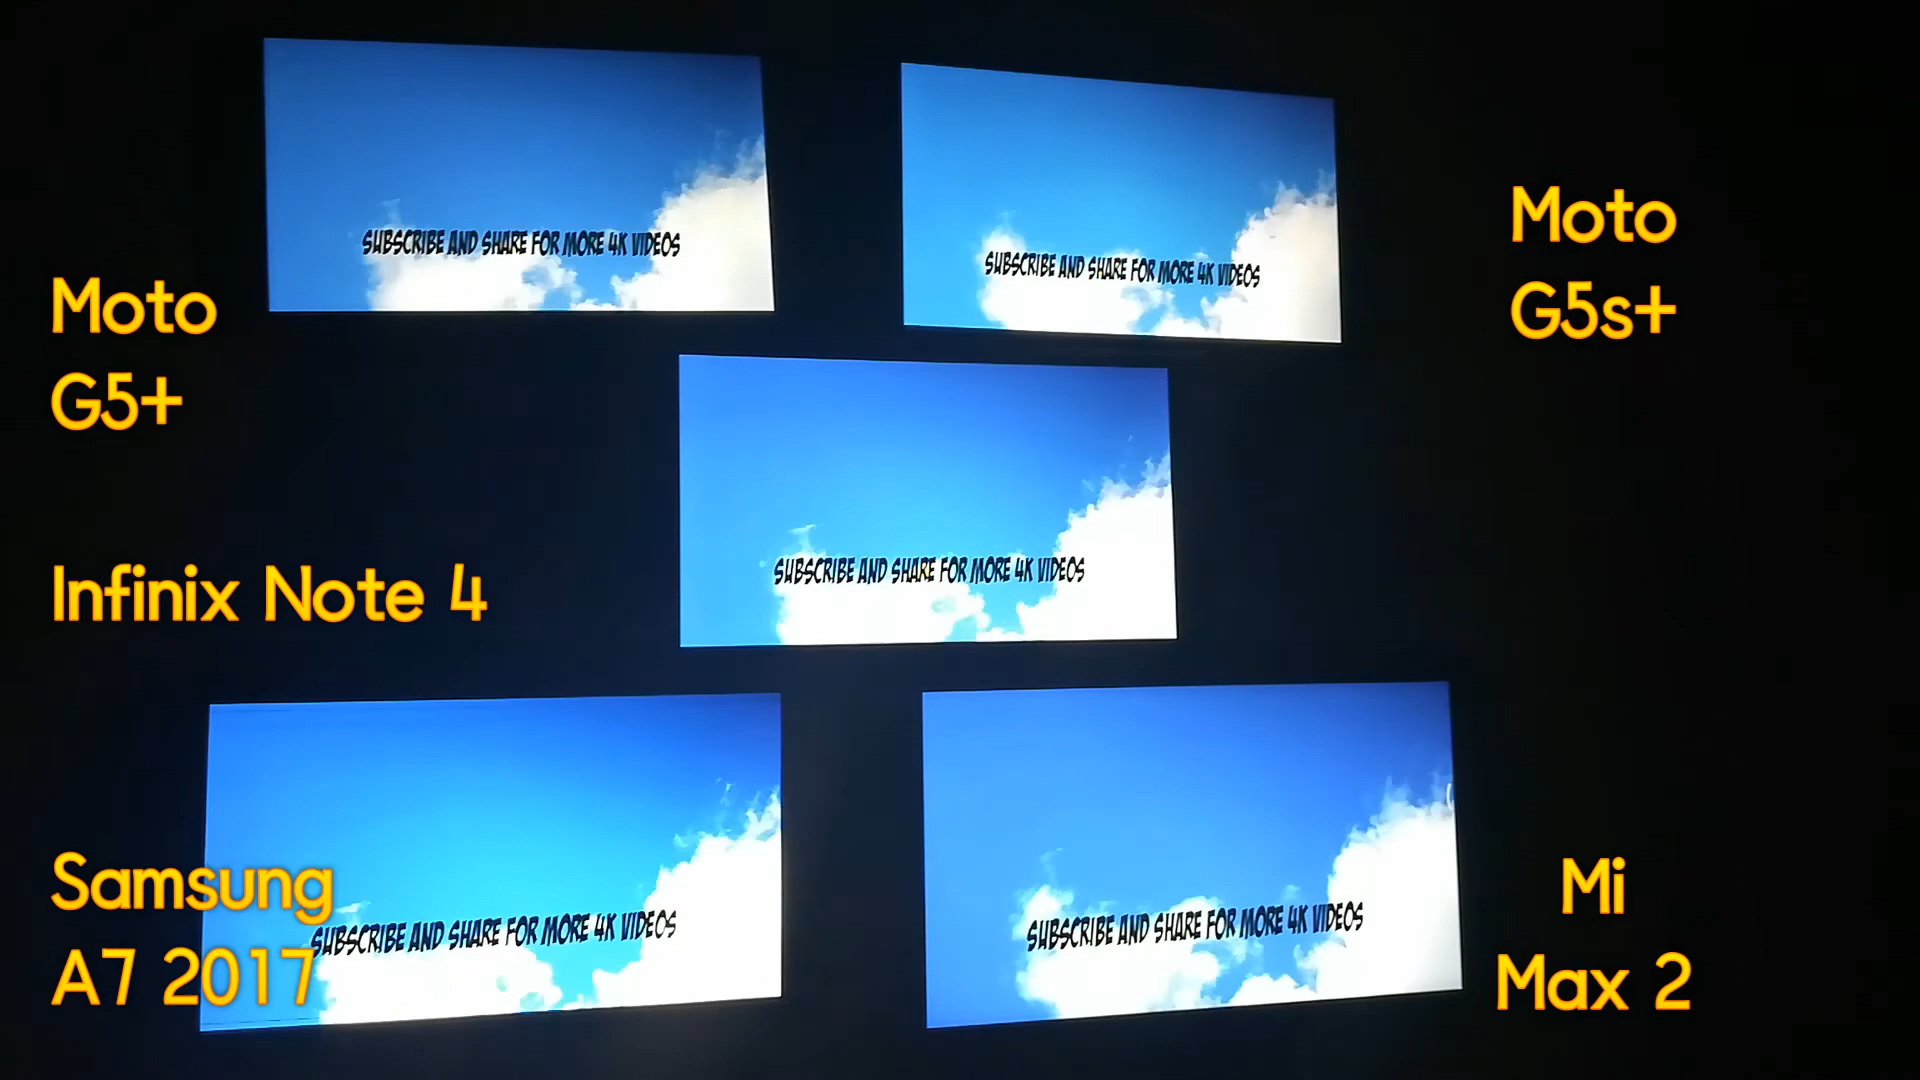 SUBSCRIBE AND SHARE FOR MORE 4K VIDEOS
SUBSCRIBE AND SHARE FOR MORE 4K VIDEOS
Moto
G5+
Moto
G5s+
SUBSCRIBE AND SHARE FOR MORE 4K VIDEOS
Infinix Note 4
SUBSCRIBE AND SHARE FOR MORE 4K VIDEOS
SUBSCRIBE AND SHARE FOR MORE 4K VIDEOS
Samsung
A7 2017
Mi
Max 2